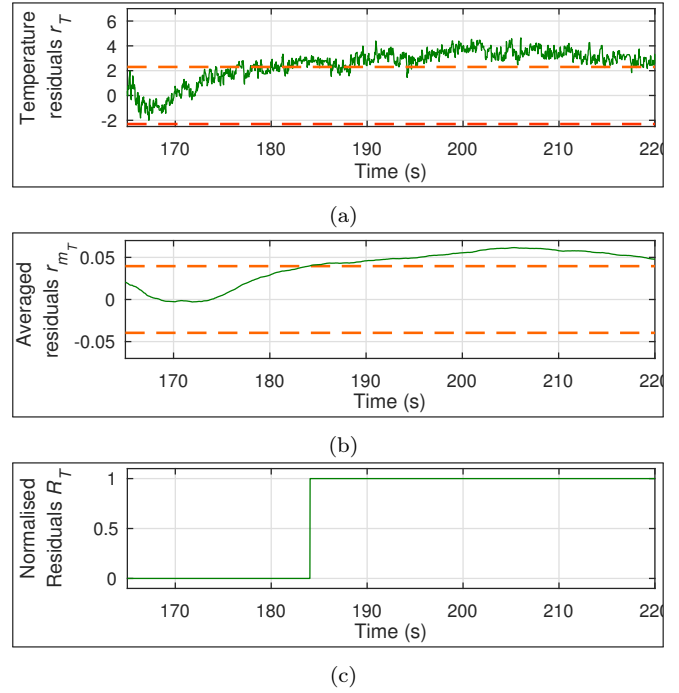 Temperature
residuals r_T
6
4
2
0
-2
170 180 190 200 210 220
Time (s)
(a)
Averaged
residuals r_{m_T}
0.05
0
-0.05
170 180 190 200 210 220
Time (s)
(b)
Normalised
Residuals R_T
1
0.5
0
170 180 190 200 210 220
Time (s)
(c)